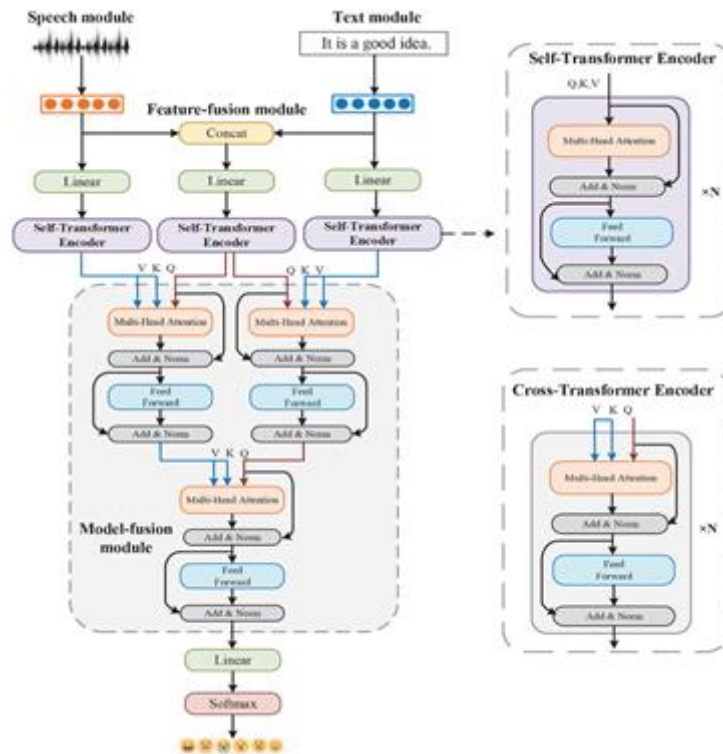 Speech module
Text module
It is a good idea.
Feature-fusion module
Concat
Linear
Linear
Linear
Self-Transformer
Encoder
Self-Transformer
Encoder
Self-Transformer
Encoder
V K Q
Q K V
Multi-Head Attention
Multi-Head Attention
Add & Norm
Add & Norm
Feed
Forward
Feed
Forward
Add & Norm
Add & Norm
V K Q
Multi-Head Attention
Model-fusion
module
Add & Norm
Feed
Forward
Add & Norm
Linear
Softmax
Self-Transformer Encoder
Q,K,V
Multi-Head Attention
Add & Norm
×N
Feed
Forward
Add & Norm
Cross-Transformer Encoder
V K Q
Multi-Head Attention
Add & Norm
×N
Feed
Forward
Add & Norm